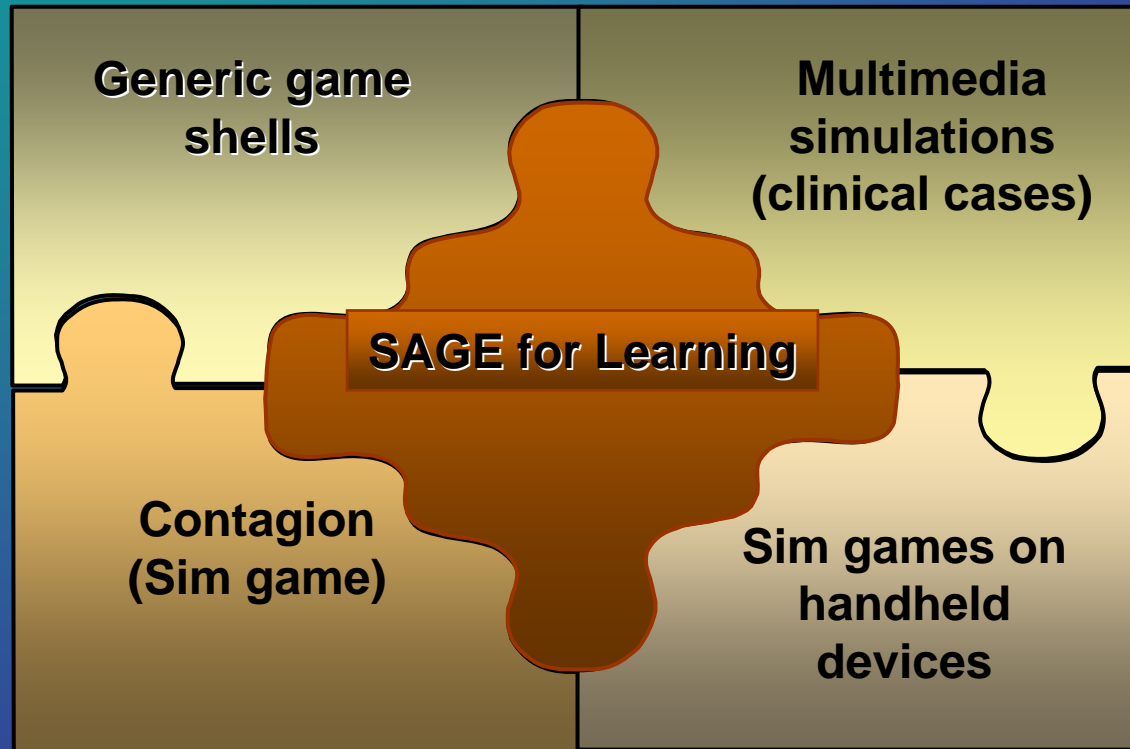 Generic game
shells
Multimedia
simulations
(clinical cases)
SAGE for Learning
Contagion
(Sim game)
Sim games on
handheld
devices